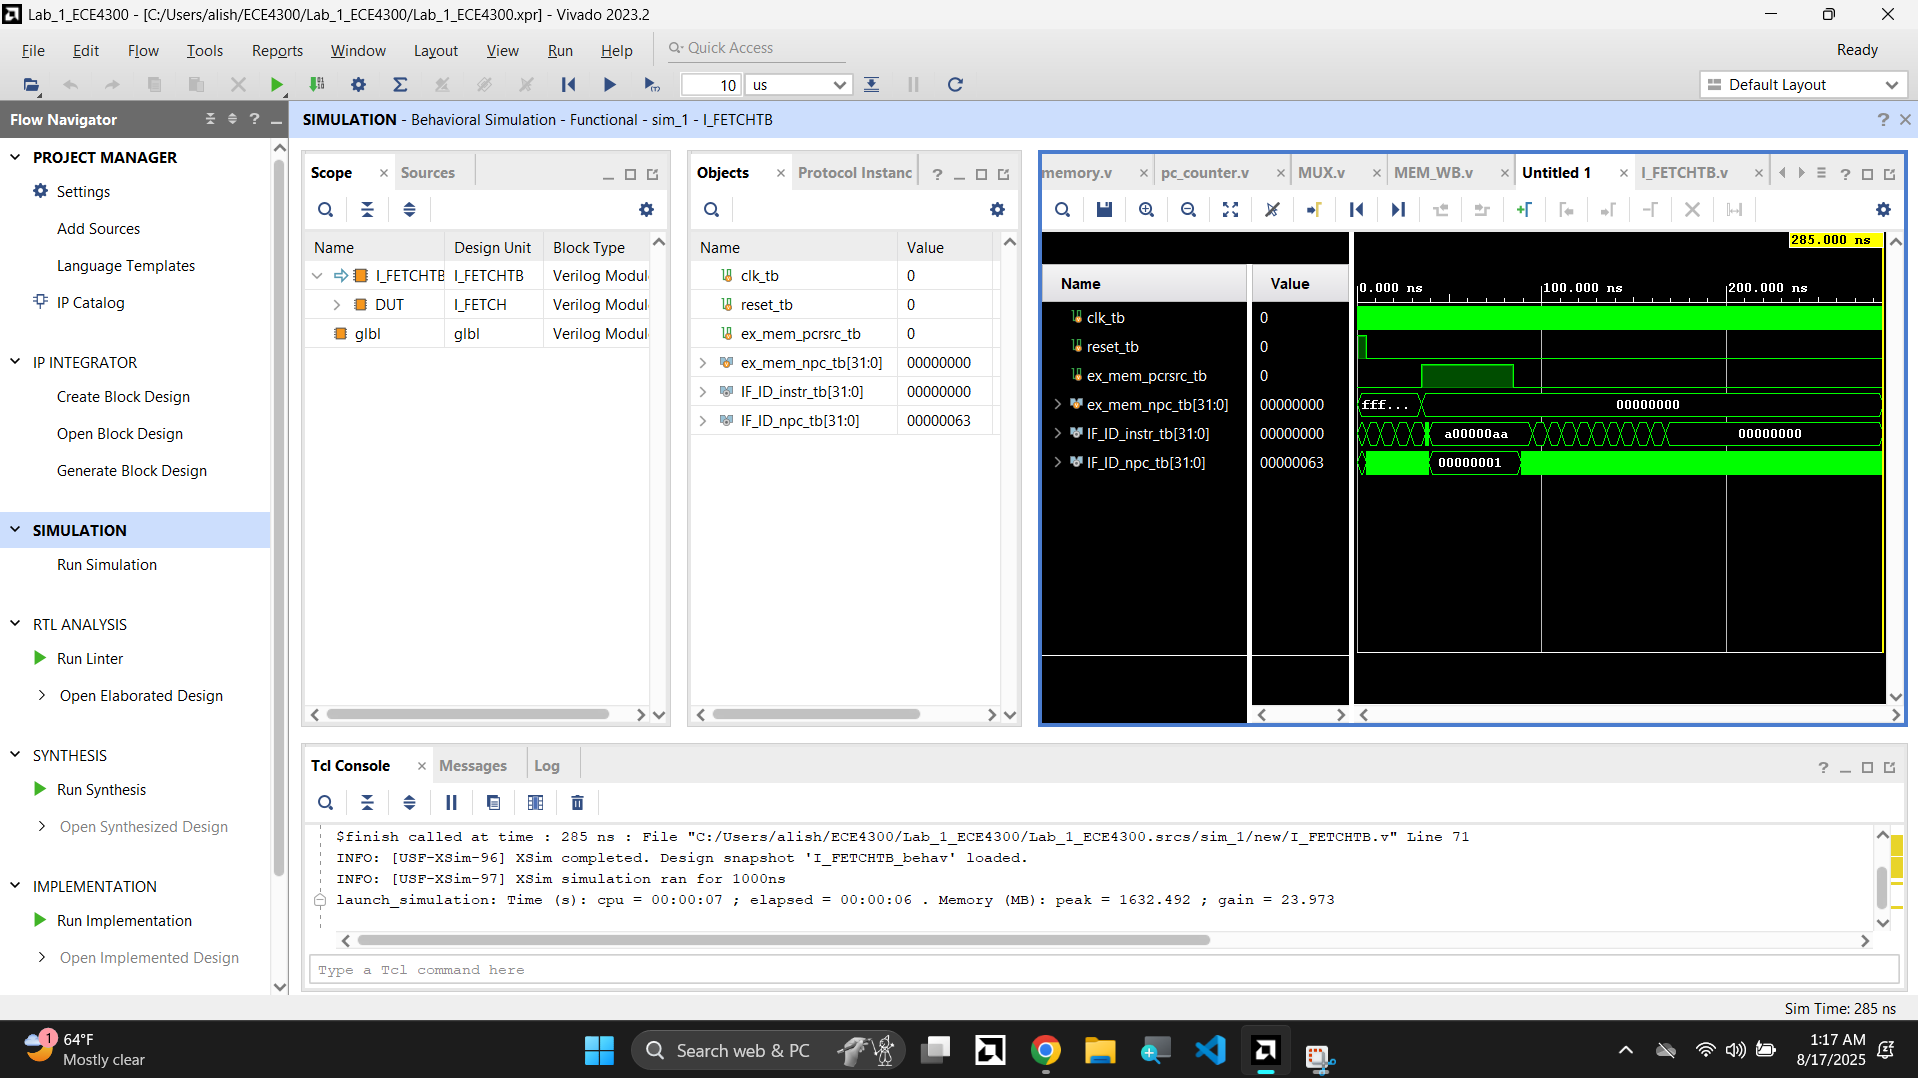 Lab_1_ECE4300 - [C:/Users/alish/ECE4300/Lab_1_ECE4300/Lab_1_ECE4300.xpr] - Vivado 2023.2
File Edit Flow Tools Reports Window Layout View Run Help Quick Access Ready
10 us Default Layout
Flow Navigator
SIMULATION - Behavioral Simulation - Functional - sim_1 - I_FETCHTB
PROJECT MANAGER
Settings
Add Sources
Language Templates
IP Catalog
IP INTEGRATOR
Create Block Design
Open Block Design
Generate Block Design
SIMULATION
Run Simulation
RTL ANALYSIS
Run Linter
Open Elaborated Design
SYNTHESIS
Run Synthesis
Open Synthesized Design
IMPLEMENTATION
Run Implementation
Open Implemented Design
Scope Sources
Name Design Unit Block Type
I_FETCHTB I_FETCHTB Verilog Modul
DUT I_FETCH Verilog Modul
glbl glbl Verilog Modul
Objects Protocol Instanc
Name Value
clk_tb 0
reset_tb 0
ex_mem_pcrsrc_tb 0
ex_mem_npc_tb[31:0] 00000000
IF_ID_instr_tb[31:0] 00000000
IF_ID_npc_tb[31:0] 00000063
memory.v pc_counter.v MUX.v MEM_WB.v Untitled 1 I_FETCHTB.v
285.000 ns
Name Value 0.000 ns 100.000 ns 200.000 ns
clk_tb 0
reset_tb 0
ex_mem_pcrsrc_tb 0
ex_mem_npc_tb[31:0] 00000000 fff... 00000000
IF_ID_instr_tb[31:0] 00000000 a00000aa 00000000
IF_ID_npc_tb[31:0] 00000063 00000001
Tcl Console Messages Log
$finish called at time : 285 ns : File "C:/Users/alish/ECE4300/Lab_1_ECE4300/Lab_1_ECE4300.srcs/sim_1/new/I_FETCHTB.v" Line 71
INFO: [USF-XSim-96] XSim completed. Design snapshot 'I_FETCHTB_behav' loaded.
INFO: [USF-XSim-97] XSim simulation ran for 1000ns
launch_simulation: Time (s): cpu = 00:00:07 ; elapsed = 00:00:06 . Memory (MB): peak = 1632.492 ; gain = 23.973
Type a Tcl command here
Sim Time: 285 ns
1
64°F
Mostly clear
Search web & PC
1:17 AM
8/17/2025